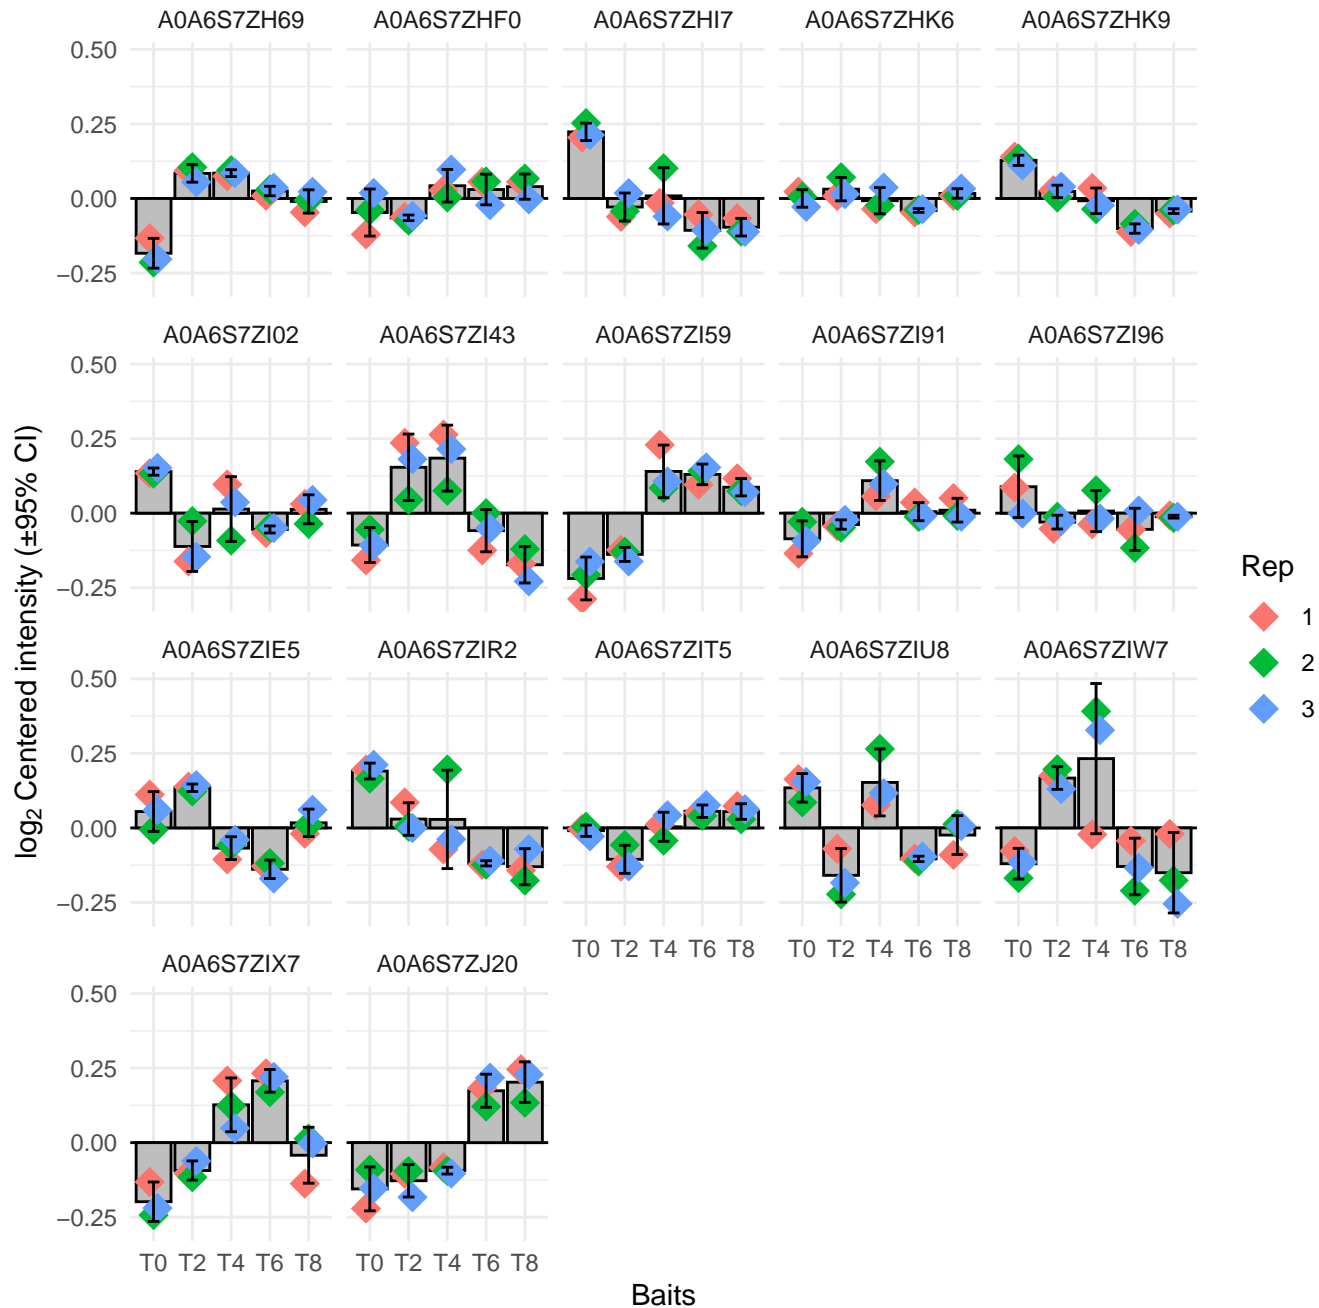 A0A6S7ZH69 A0A6S7ZHF0 A0A6S7ZHI7 A0A6S7ZHK6 A0A6S7ZHK9
0.50
0.25
0.00
−0.25
A0A6S7ZI02 A0A6S7ZI43 A0A6S7ZI59 A0A6S7ZI91 A0A6S7ZI96
0.50
0.25
0.00
−0.25
log2 Centered intensity (±95% CI)
A0A6S7ZIE5 A0A6S7ZIR2 A0A6S7ZIT5 A0A6S7ZIU8 A0A6S7ZIW7
0.50
0.25
0.00
−0.25
T0 T2 T4 T6 T8 T0 T2 T4 T6 T8 T0 T2 T4 T6 T8
A0A6S7ZIX7 A0A6S7ZJ20
0.50
0.25
0.00
−0.25
T0 T2 T4 T6 T8 T0 T2 T4 T6 T8
Baits
Rep
1
2
3